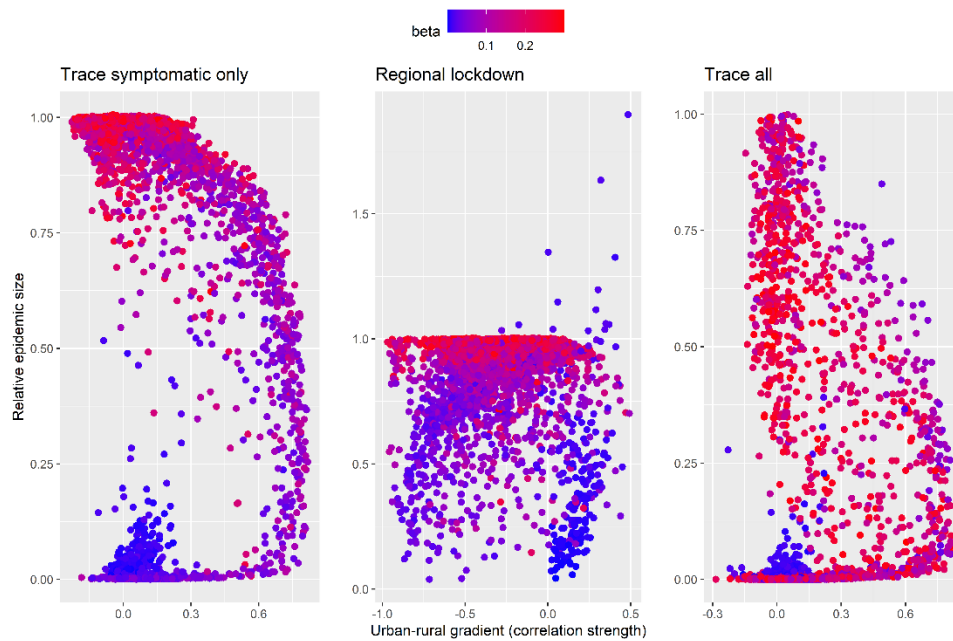 beta
0.1 0.2
Trace symptomatic only
Regional lockdown
Trace all
Relative epidemic size
1.00
0.75
0.50
0.25
0.00
0.0 0.3 0.6
1.5
1.0
0.5
0.0
-1.0 -0.5 0.0 0.5
1.00
0.75
0.50
0.25
0.00
-0.3 0.0 0.3 0.6
Urban-rural gradient (correlation strength)